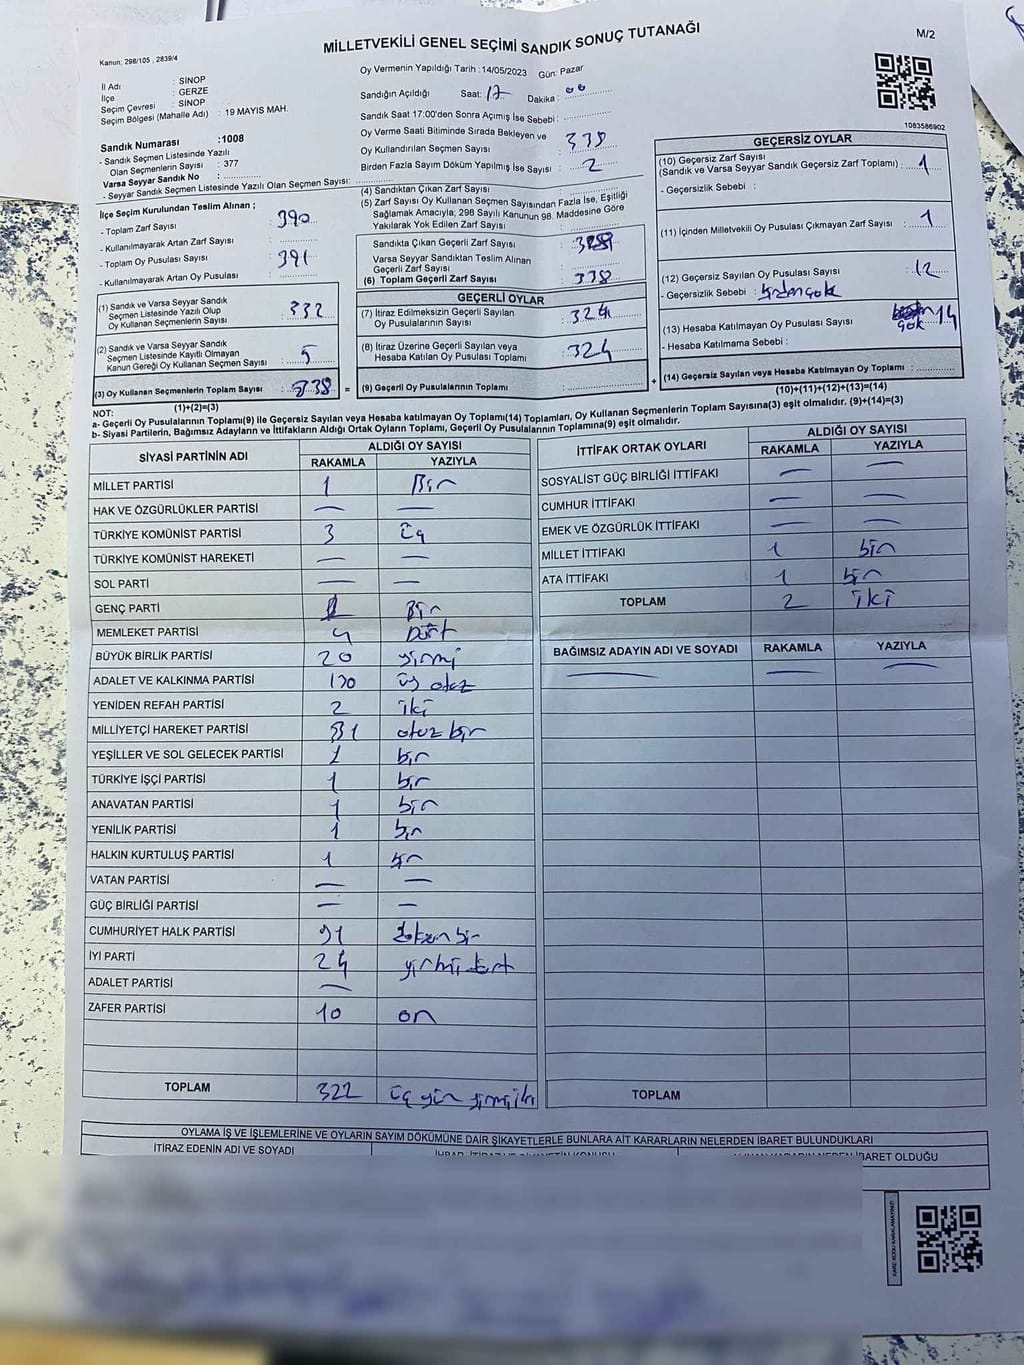 MİLLETVEKİLİ GENEL SEÇİMİ SANDIK SONUÇ TUTANAĞI
M/2
Kanun; 298/105 , 2839/4
İl Adı : SİNOP
İlçe : GERZE
Seçim Çevresi : SİNOP
Seçim Bölgesi (Mahalle Adı) : 19 MAYIS MAH.
Sandık Numarası :1008
- Sandık Seçmen Listesinde Yazılı
Olan Seçmenlerin Sayısı : 377
Varsa Seyyar Sandık No :
- Seyyar Sandık Seçmen Listesinde Yazılı Olan Seçmen Sayısı:
Oy Vermenin Yapıldığı Tarih : 14/05/2023 Gün: Pazar
Sandığın Açıldığı Saat: 17 Dakika : 00
Sandık Saat 17:00'den Sonra Açımış İse Sebebi :
Oy Verme Saati Bitiminde Sırada Bekleyen ve
Oy Kullandırılan Seçmen Sayısı : 338
Birden Fazla Sayım Döküm Yapılmış İse Sayısı : 2
1083586902
İlçe Seçim Kurulundan Teslim Alınan ;
- Toplam Zarf Sayısı : 390
- Kullanılmayarak Artan Zarf Sayısı :
- Toplam Oy Pusulası Sayısı : 391
- Kullanılmayarak Artan Oy Pusulası :
(1) Sandık ve Varsa Seyyar Sandık
Seçmen Listesinde Yazılı Olup
Oy Kullanan Seçmenlerin Sayısı : 332
(2) Sandık ve Varsa Seyyar Sandık
Seçmen Listesinde Kayıtlı Olmayan
Kanun Gereği Oy Kullanan Seçmen Sayısı : 5
(3) Oy Kullanan Seçmenlerin Toplam Sayısı : 338 =
(1)+(2)=(3)
(4) Sandıktan Çıkan Zarf Sayısı :
(5) Zarf Sayısı Oy Kullanan Seçmen Sayısından Fazla İse, Eşitliği
Sağlamak Amacıyla; 298 Sayılı Kanunun 98. Maddesine Göre
Yakılarak Yok Edilen Zarf Sayısı :
Sandıkta Çıkan Geçerli Zarf Sayısı :
Varsa Seyyar Sandıktan Teslim Alınan
Geçerli Zarf Sayısı :
(6) Toplam Geçerli Zarf Sayısı : 338
GEÇERLİ OYLAR
(7) İtiraz Edilmeksizin Geçerli Sayılan
Oy Pusulalarının Sayısı : 324
(8) İtiraz Üzerine Geçerli Sayılan veya
Hesaba Katılan Oy Pusulası Toplamı : 324
(9) Geçerli Oy Pusulalarının Toplamı : +
GEÇERSİZ OYLAR
(10) Geçersiz Zarf Sayısı
(Sandık ve Varsa Seyyar Sandık Geçersiz Zarf Toplamı) : 1
- Geçersizlik Sebebi :
(11) İçinden Milletvekili Oy Pusulası Çıkmayan Zarf Sayısı : 1
(12) Geçersiz Sayılan Oy Pusulası Sayısı : 12
- Geçersizlik Sebebi : birden çok
(13) Hesaba Katılmayan Oy Pusulası Sayısı : çok 14
- Hesaba Katılmama Sebebi :
(14) Geçersiz Sayılan veya Hesaba Katılmayan Oy Toplamı :
(10)+(11)+(12)+(13)=(14)
NOT:
a- Geçerli Oy Pusulalarının Toplamı(9) ile Geçersiz Sayılan veya Hesaba katılmayan Oy Toplamı(14) Toplamları, Oy Kullanan Seçmenlerin Toplam Sayısına(3) eşit olmalıdır. (9)+(14)=(3)
b- Siyasi Partilerin, Bağımsız Adayların ve İttifakların Aldığı Ortak Oyların Toplamı, Geçerli Oy Pusulalarının Toplamına(9) eşit olmalıdır.
SİYASİ PARTİNİN ADI ALDIĞI OY SAYISI
RAKAMLA YAZIYLA
MİLLET PARTİSİ 1 Bir
HAK VE ÖZGÜRLÜKLER PARTİSİ — —
TÜRKİYE KOMÜNİST PARTİSİ 3 üç
TÜRKİYE KOMÜNİST HAREKETİ — —
SOL PARTİ — —
GENÇ PARTİ 1 Bir
MEMLEKET PARTİSİ 4 Dört
BÜYÜK BİRLİK PARTİSİ 20 yirmi
ADALET VE KALKINMA PARTİSİ 130 yüz otuz
YENİDEN REFAH PARTİSİ 2 iki
MİLLİYETÇİ HAREKET PARTİSİ 31 otuz bir
YEŞİLLER VE SOL GELECEK PARTİSİ 1 bir
TÜRKİYE İŞÇİ PARTİSİ 1 bir
ANAVATAN PARTİSİ 1 bir
YENİLİK PARTİSİ 1 bir
HALKIN KURTULUŞ PARTİSİ 1 bir
VATAN PARTİSİ — —
GÜÇ BİRLİĞİ PARTİSİ — —
CUMHURİYET HALK PARTİSİ 91 doksan bir
İYİ PARTİ 24 yirmi dört
ADALET PARTİSİ —
ZAFER PARTİSİ 10 on
TOPLAM 322 üç yüz yirmi iki
İTTİFAK ORTAK OYLARI ALDIĞI OY SAYISI
RAKAMLA YAZIYLA
SOSYALİST GÜÇ BİRLİĞİ İTTİFAKI — —
CUMHUR İTTİFAKI — —
EMEK VE ÖZGÜRLÜK İTTİFAKI — —
MİLLET İTTİFAKI 1 bir
ATA İTTİFAKI 1 bir
TOPLAM 2 iki
BAĞIMSIZ ADAYIN ADI VE SOYADI RAKAMLA YAZIYLA
— — —
TOPLAM
OYLAMA İŞ VE İŞLEMLERİNE VE OYLARIN SAYIM DÖKÜMÜNE DAİR ŞİKAYETLERLE BUNLARA AİT KARARLARIN NELERDEN İBARET BULUNDUKLARI
İTİRAZ EDENİN ADI VE SOYADI İHBAR, İTİRAZ VE ŞİKAYETİN KONUSU ALINAN KARARIN NEDEN İBARET OLDUĞU
KARE KODU KARALAMAYINIZ!